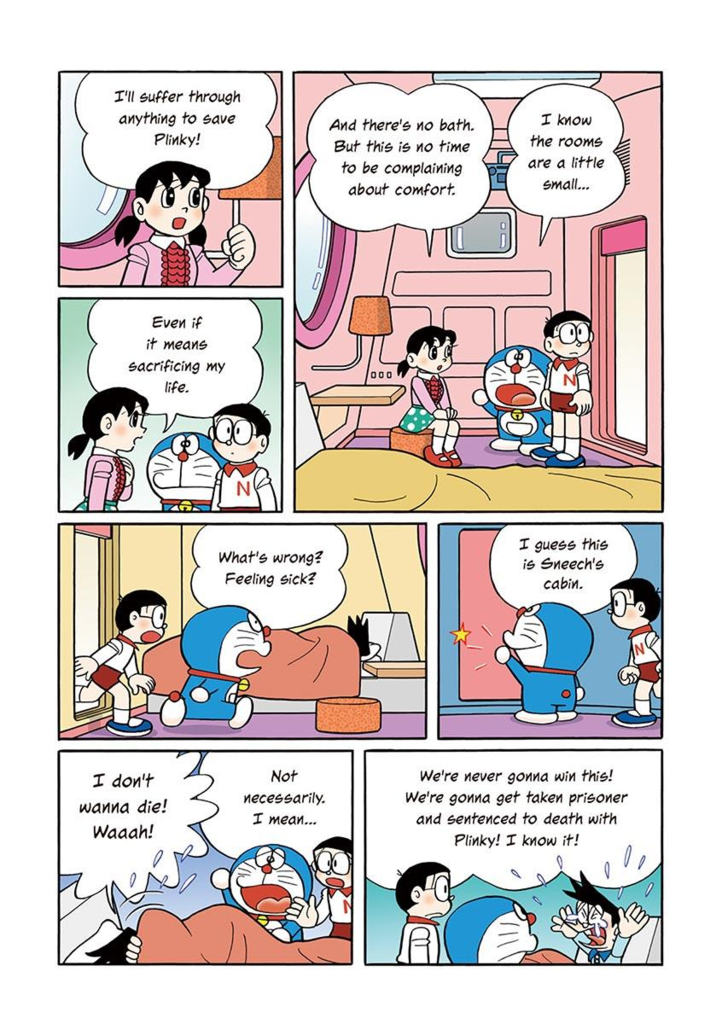 I know
the rooms
are a little
small...
And there's no bath.
But this is no time
to be complaining
about comfort.
N
I'll suffer through
anything to save
Plinky!
Even if
it means
sacrificing my
life.
N
I guess this
is Sneech's
cabin.
N
What's wrong?
Feeling sick?
We're never gonna win this!
We're gonna get taken prisoner
and sentenced to death with
Plinky! I know it!
Not
necessarily.
I mean...
N
I don't
wanna die!
Waaah!